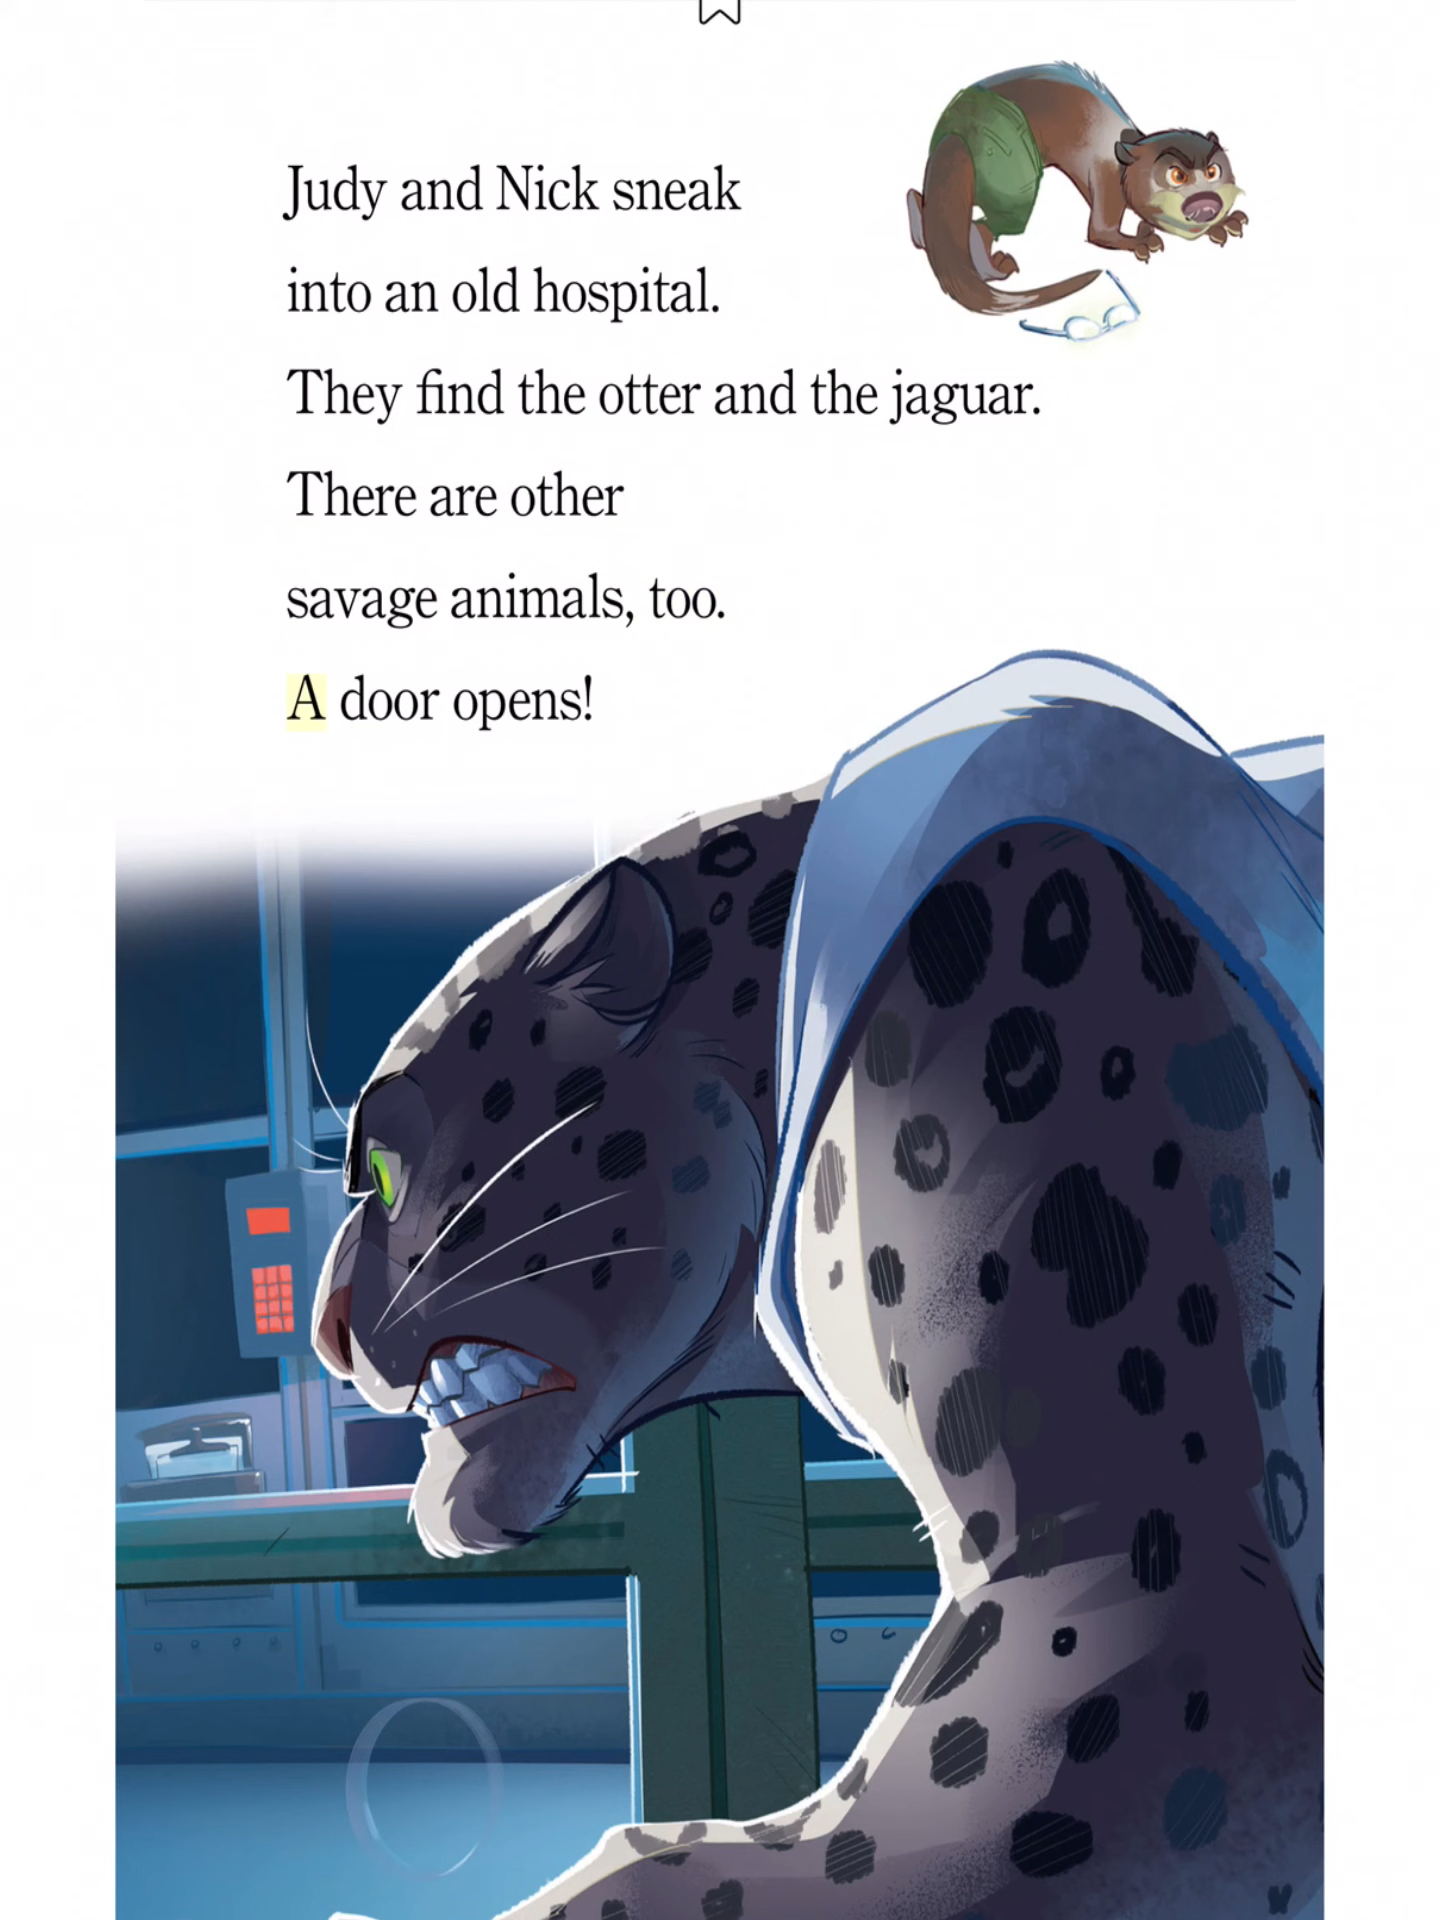 Judy and Nick sneak
into an old hospital.
They find the otter and the jaguar.
There are other
savage animals, too.
A door opens!